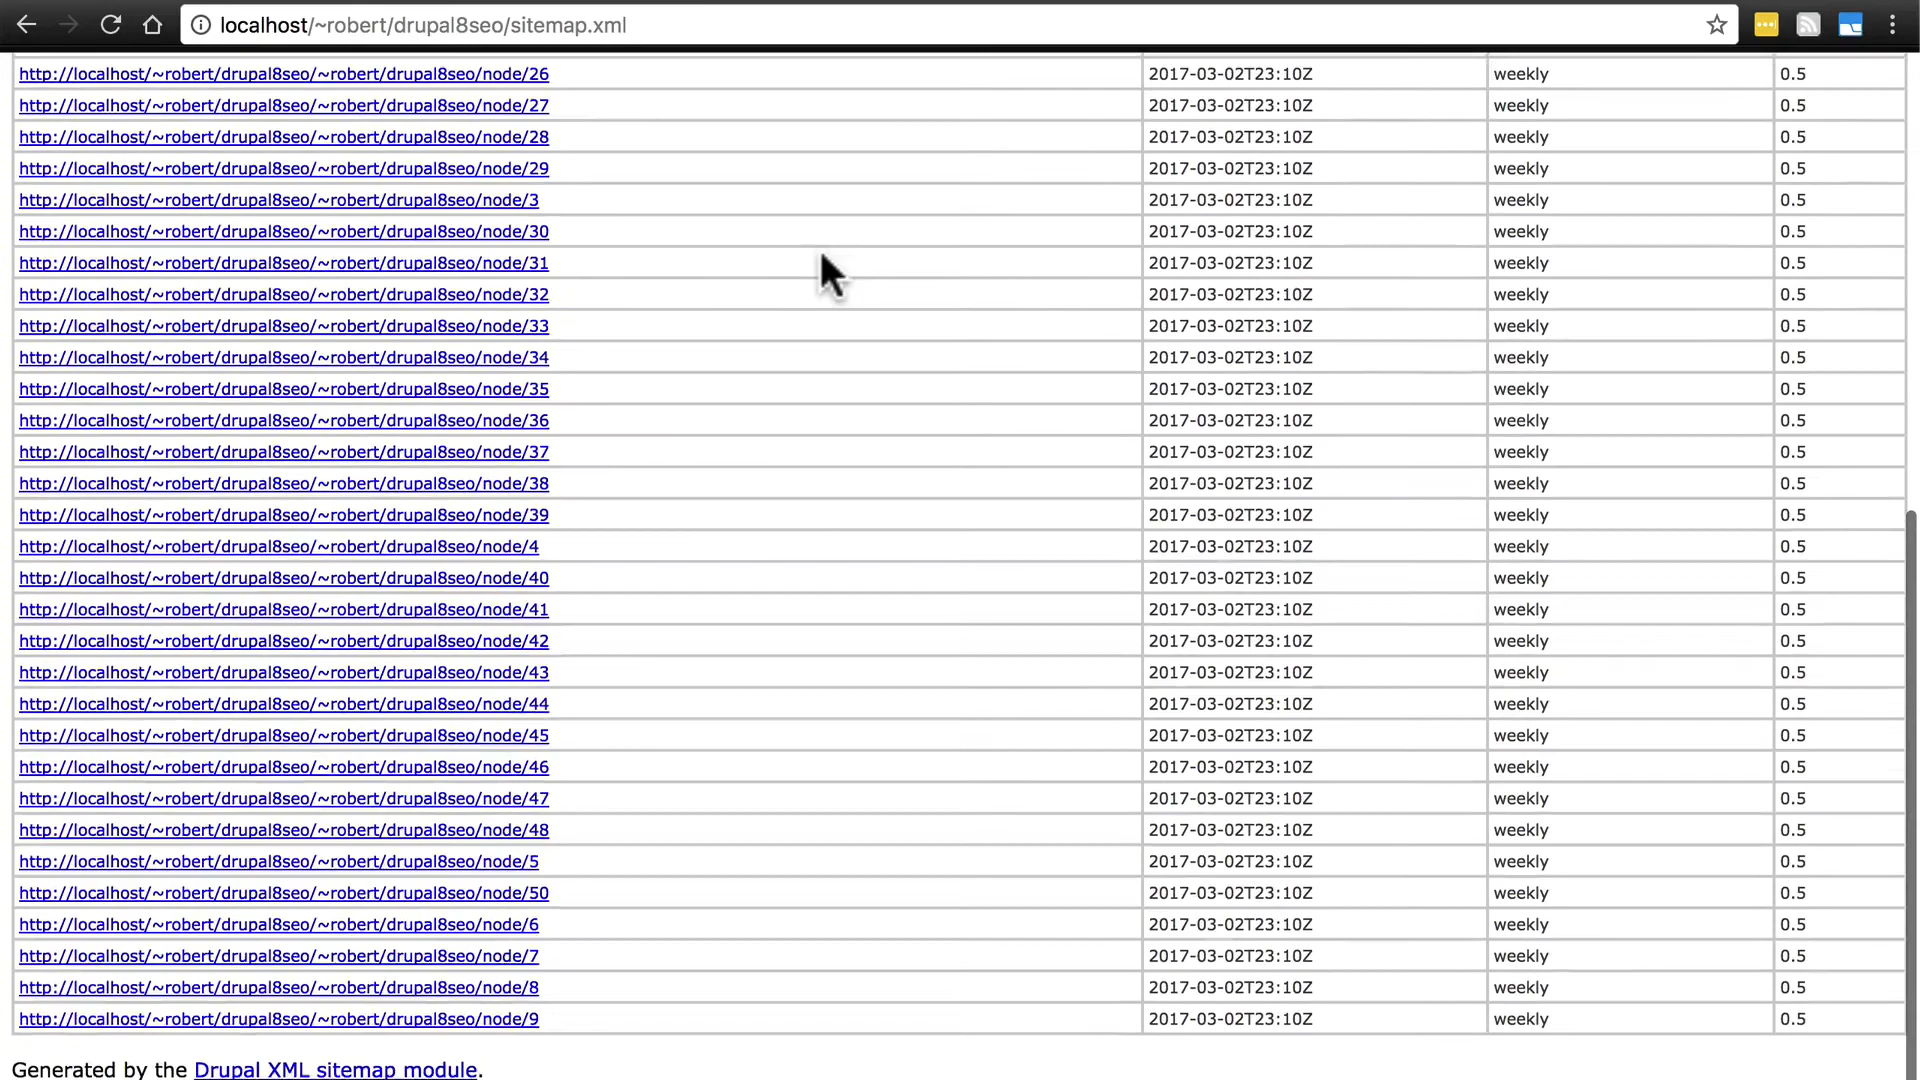 localhost/~robert/drupal8seo/sitemap.xml
http://localhost/~robert/drupal8seo/~robert/drupal8seo/node/26 2017-03-02T23:10Z weekly 0.5
http://localhost/~robert/drupal8seo/~robert/drupal8seo/node/27 2017-03-02T23:10Z weekly 0.5
http://localhost/~robert/drupal8seo/~robert/drupal8seo/node/28 2017-03-02T23:10Z weekly 0.5
http://localhost/~robert/drupal8seo/~robert/drupal8seo/node/29 2017-03-02T23:10Z weekly 0.5
http://localhost/~robert/drupal8seo/~robert/drupal8seo/node/3 2017-03-02T23:10Z weekly 0.5
http://localhost/~robert/drupal8seo/~robert/drupal8seo/node/30 2017-03-02T23:10Z weekly 0.5
http://localhost/~robert/drupal8seo/~robert/drupal8seo/node/31 2017-03-02T23:10Z weekly 0.5
http://localhost/~robert/drupal8seo/~robert/drupal8seo/node/32 2017-03-02T23:10Z weekly 0.5
http://localhost/~robert/drupal8seo/~robert/drupal8seo/node/33 2017-03-02T23:10Z weekly 0.5
http://localhost/~robert/drupal8seo/~robert/drupal8seo/node/34 2017-03-02T23:10Z weekly 0.5
http://localhost/~robert/drupal8seo/~robert/drupal8seo/node/35 2017-03-02T23:10Z weekly 0.5
http://localhost/~robert/drupal8seo/~robert/drupal8seo/node/36 2017-03-02T23:10Z weekly 0.5
http://localhost/~robert/drupal8seo/~robert/drupal8seo/node/37 2017-03-02T23:10Z weekly 0.5
http://localhost/~robert/drupal8seo/~robert/drupal8seo/node/38 2017-03-02T23:10Z weekly 0.5
http://localhost/~robert/drupal8seo/~robert/drupal8seo/node/39 2017-03-02T23:10Z weekly 0.5
http://localhost/~robert/drupal8seo/~robert/drupal8seo/node/4 2017-03-02T23:10Z weekly 0.5
http://localhost/~robert/drupal8seo/~robert/drupal8seo/node/40 2017-03-02T23:10Z weekly 0.5
http://localhost/~robert/drupal8seo/~robert/drupal8seo/node/41 2017-03-02T23:10Z weekly 0.5
http://localhost/~robert/drupal8seo/~robert/drupal8seo/node/42 2017-03-02T23:10Z weekly 0.5
http://localhost/~robert/drupal8seo/~robert/drupal8seo/node/43 2017-03-02T23:10Z weekly 0.5
http://localhost/~robert/drupal8seo/~robert/drupal8seo/node/44 2017-03-02T23:10Z weekly 0.5
http://localhost/~robert/drupal8seo/~robert/drupal8seo/node/45 2017-03-02T23:10Z weekly 0.5
http://localhost/~robert/drupal8seo/~robert/drupal8seo/node/46 2017-03-02T23:10Z weekly 0.5
http://localhost/~robert/drupal8seo/~robert/drupal8seo/node/47 2017-03-02T23:10Z weekly 0.5
http://localhost/~robert/drupal8seo/~robert/drupal8seo/node/48 2017-03-02T23:10Z weekly 0.5
http://localhost/~robert/drupal8seo/~robert/drupal8seo/node/5 2017-03-02T23:10Z weekly 0.5
http://localhost/~robert/drupal8seo/~robert/drupal8seo/node/50 2017-03-02T23:10Z weekly 0.5
http://localhost/~robert/drupal8seo/~robert/drupal8seo/node/6 2017-03-02T23:10Z weekly 0.5
http://localhost/~robert/drupal8seo/~robert/drupal8seo/node/7 2017-03-02T23:10Z weekly 0.5
http://localhost/~robert/drupal8seo/~robert/drupal8seo/node/8 2017-03-02T23:10Z weekly 0.5
http://localhost/~robert/drupal8seo/~robert/drupal8seo/node/9 2017-03-02T23:10Z weekly 0.5
Generated by the Drupal XML sitemap module.